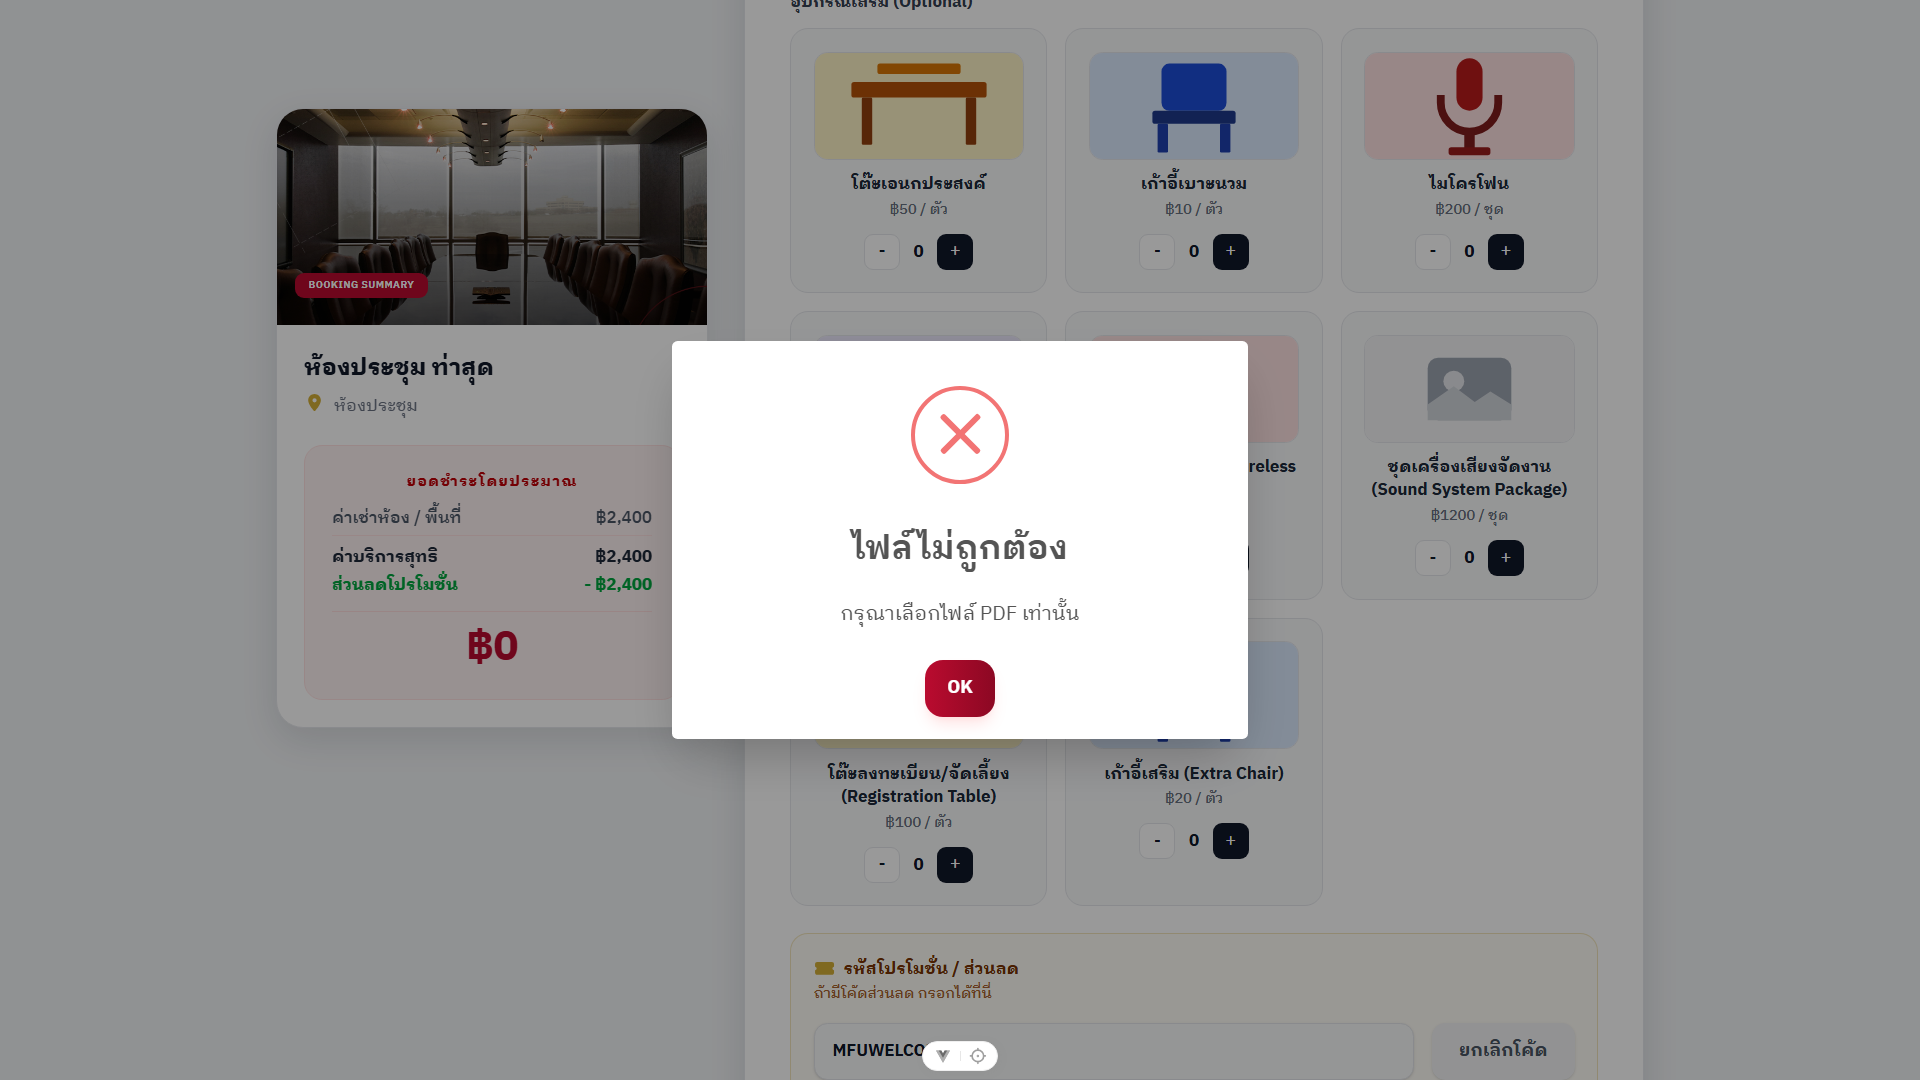 อุปกรณ์เสริม (Optional)
BOOKING SUMMARY
ห้องประชุม ท่าสุด
ห้องประชุม
ยอดชำระโดยประมาณ
ค่าเช่าห้อง / พื้นที่ ฿2,400
ค่าบริการสุทธิ ฿2,400
ส่วนลดโปรโมชั่น - ฿2,400
฿0
โต๊ะเอนกประสงค์
฿50 / ตัว
- 0 +
เก้าอี้เบาะนวม
฿10 / ตัว
- 0 +
ไมโครโฟน
฿200 / ชุด
- 0 +
ชุดเครื่องเสียงจัดงาน
(Sound System Package)
฿1200 / ชุด
- 0 +
โต๊ะลงทะเบียน/จัดเลี้ยง
(Registration Table)
฿100 / ตัว
- 0 +
เก้าอี้เสริม (Extra Chair)
฿20 / ตัว
- 0 +
ไฟล์ไม่ถูกต้อง
กรุณาเลือกไฟล์ PDF เท่านั้น
OK
รหัสโปรโมชั่น / ส่วนลด
ถ้ามีโค้ดส่วนลด กรอกได้ที่นี่
MFUWELCO
ยกเลิกโค้ด